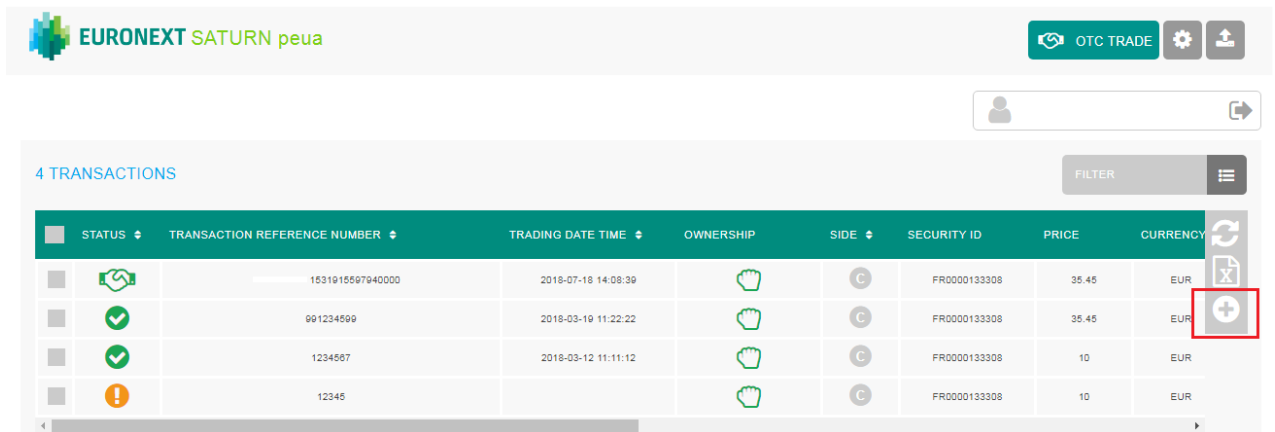 EURONEXT SATURN peua
OTC TRADE
4 TRANSACTIONS
FILTER
STATUS TRANSACTION REFERENCE NUMBER TRADING DATE TIME OWNERSHIP SIDE SECURITY ID PRICE CURRENCY
1531915597940000 2018-07-18 14:08:39 C FR0000133308 35.45 EUR
991234599 2018-03-19 11:22:22 C FR0000133308 35.45 EUR
1234567 2018-03-12 11:11:12 C FR0000133308 10 EUR
12345 C FR0000133308 10 EUR